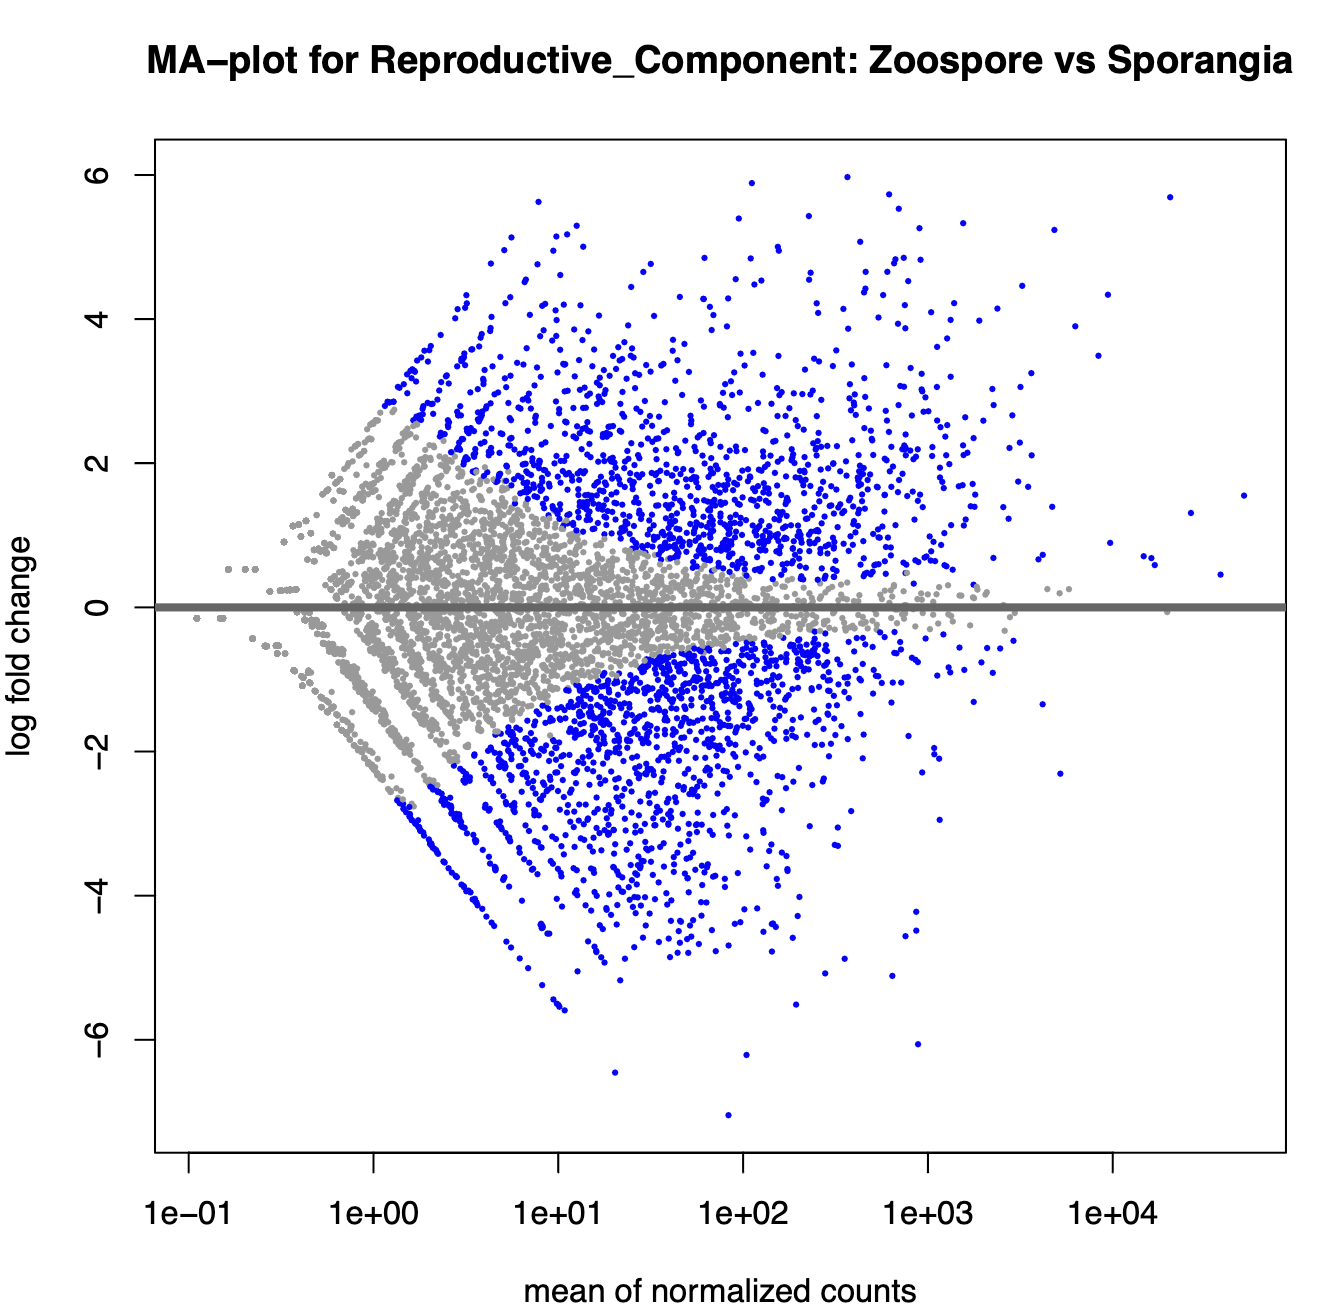 MA−plot for Reproductive_Component: Zoospore vs Sporangia
6
4
2
0
−2
−4
−6
log fold change
1e−01 1e+00 1e+01 1e+02 1e+03 1e+04
mean of normalized counts